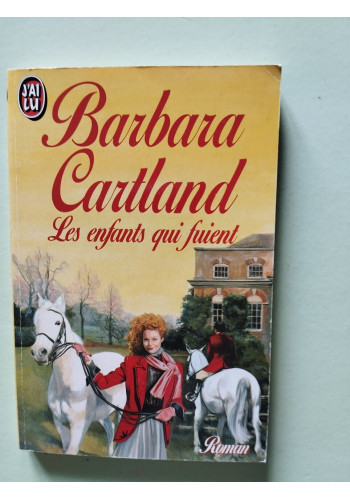 J'AI
LU
Barbara
Cartland
Les enfants qui fuient
Roman